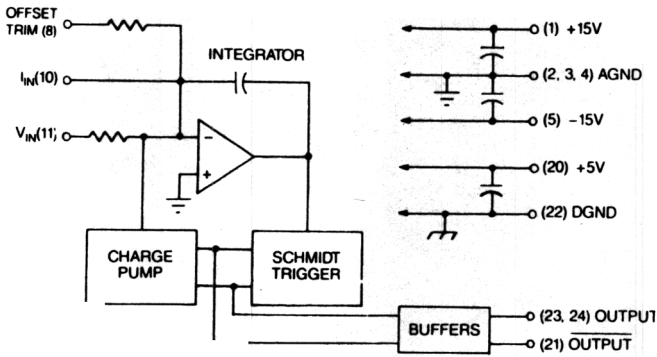 OFFSET
TRIM (8)
INTEGRATOR
I_IN(10)
V_IN(11)
–
+
CHARGE
PUMP
SCHMIDT
TRIGGER
BUFFERS
(1) +15V
(2, 3, 4) AGND
(5) –15V
(20) +5V
(22) DGND
(23, 24) OUTPUT
(21) OUTPUT